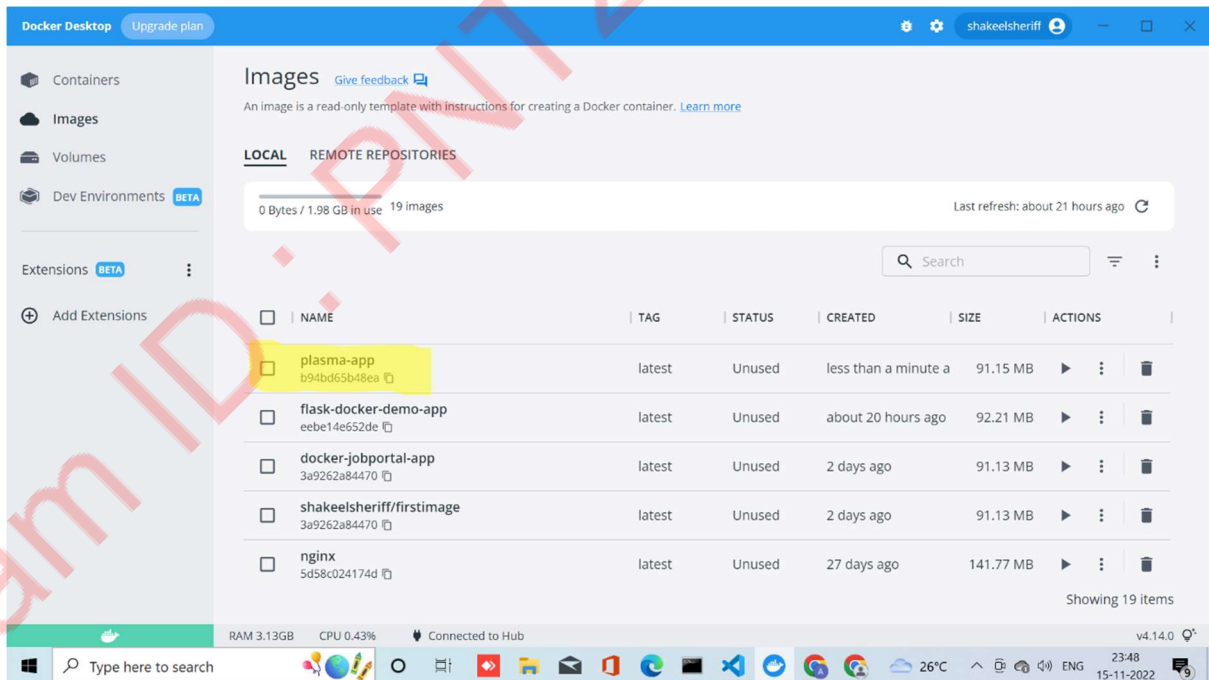 Docker Desktop Upgrade plan shakeelsheriff
Containers
Images
Volumes
Dev Environments BETA
Extensions BETA
Add Extensions
Images Give feedback
An image is a read-only template with instructions for creating a Docker container. Learn more
LOCAL REMOTE REPOSITORIES
0 Bytes / 1.98 GB in use 19 images Last refresh: about 21 hours ago
Search
NAME TAG STATUS CREATED SIZE ACTIONS
plasma-app latest Unused less than a minute a 91.15 MB
b94bd65b48ea
flask-docker-demo-app latest Unused about 20 hours ago 92.21 MB
eebe14e652de
docker-jobportal-app latest Unused 2 days ago 91.13 MB
3a9262a84470
shakeelsheriff/firstimage latest Unused 2 days ago 91.13 MB
3a9262a84470
nginx latest Unused 27 days ago 141.77 MB
5d58c024174d
Showing 19 items
RAM 3.13GB CPU 0.43% Connected to Hub v4.14.0
Type here to search 26°C ENG 23:48
15-11-2022 9
am ID : PNT2